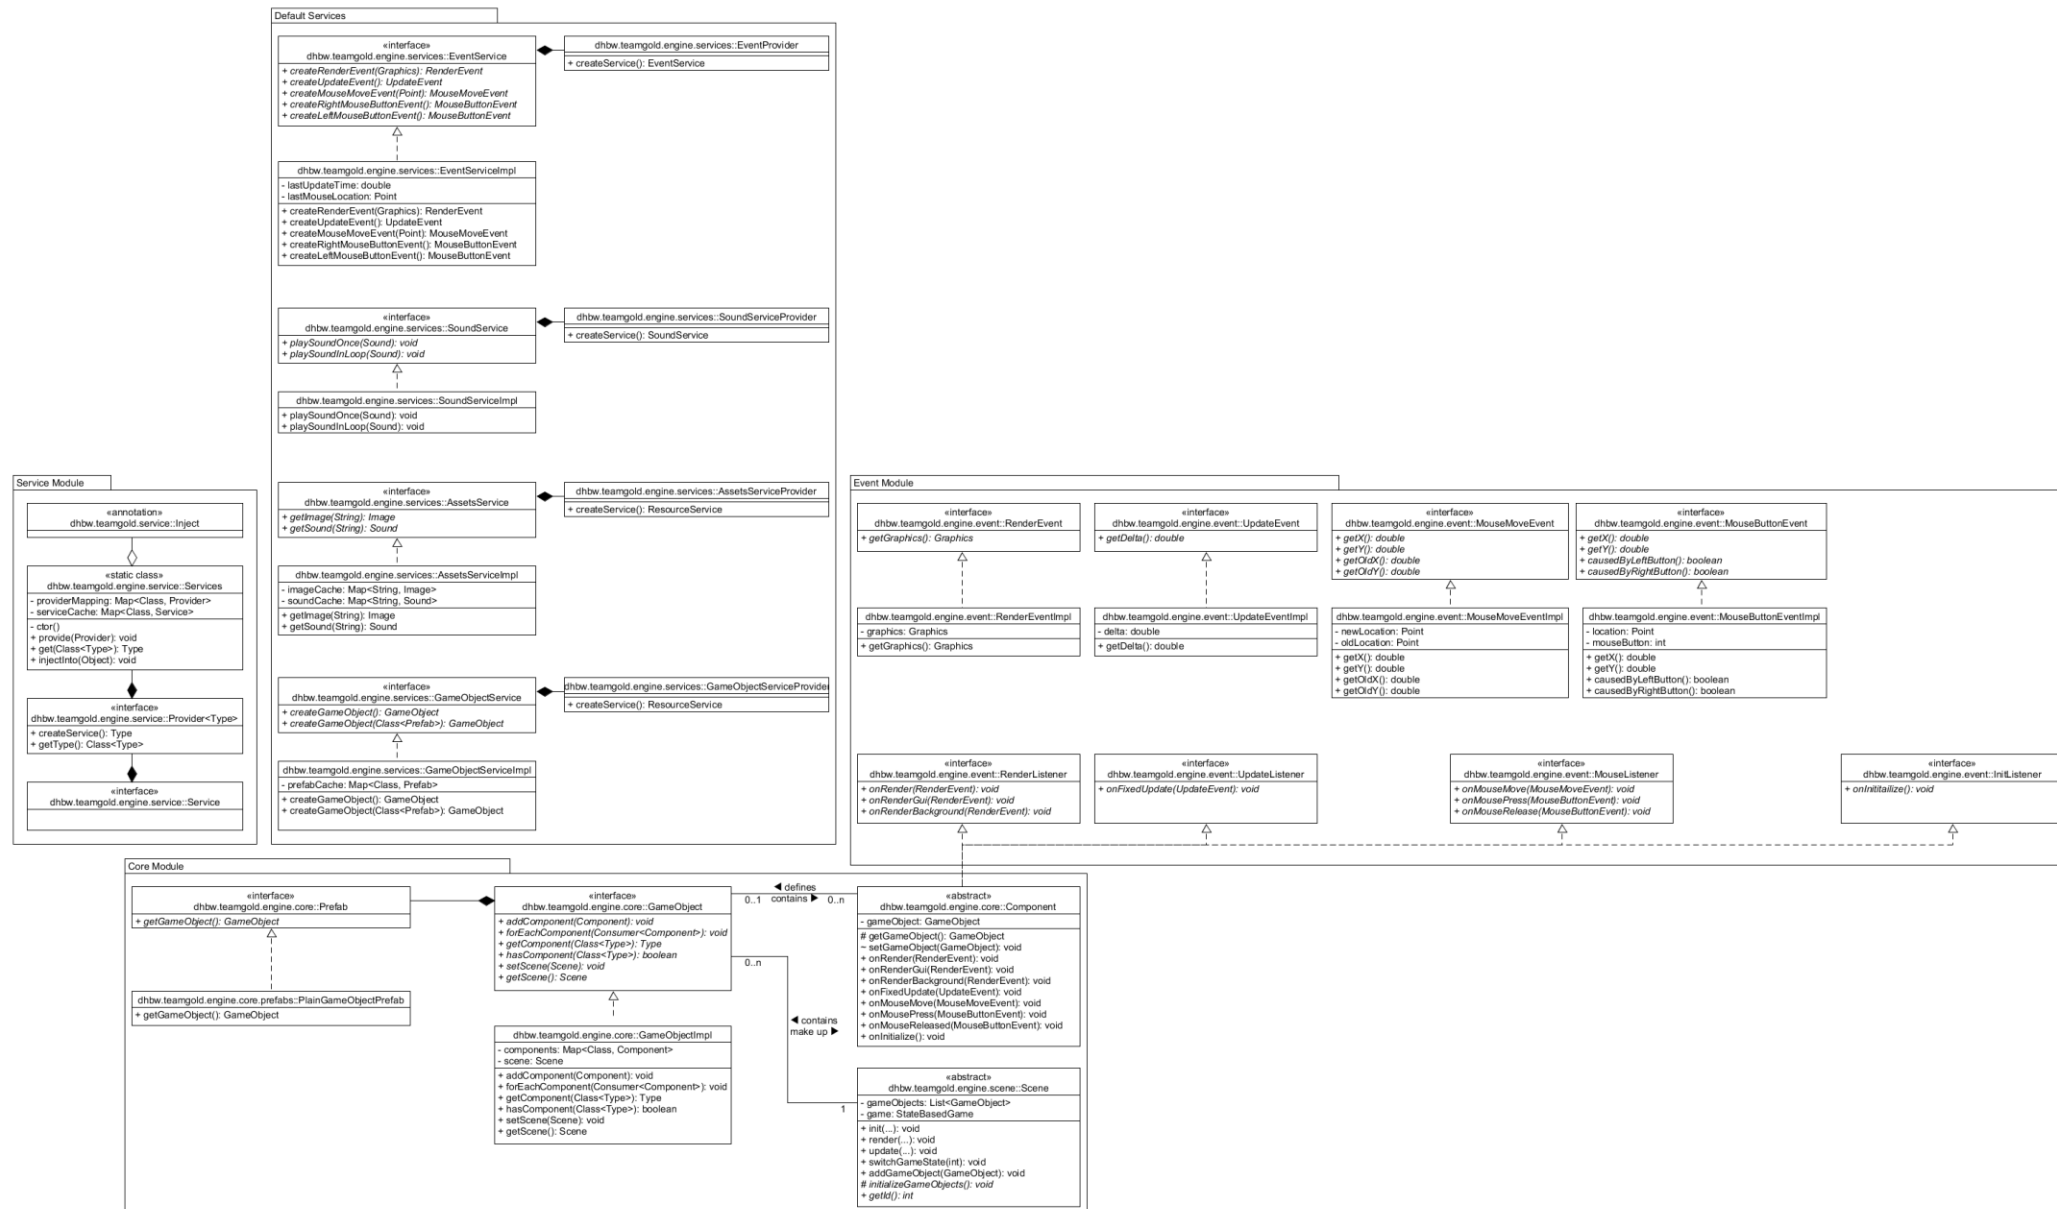 Default Services
«interface»
dhbw.teamgold.engine.services::EventService
+ createRenderEvent(Graphics): RenderEvent
+ createUpdateEvent(): UpdateEvent
+ createMouseMoveEvent(Point): MouseMoveEvent
+ createRightMouseButtonEvent(): MouseButtonEvent
+ createLeftMouseButtonEvent(): MouseButtonEvent
dhbw.teamgold.engine.services::EventProvider
+ createService(): EventService
dhbw.teamgold.engine.services::EventServiceImpl
- lastUpdateTime: double
- lastMouseLocation: Point
+ createRenderEvent(Graphics): RenderEvent
+ createUpdateEvent(): UpdateEvent
+ createMouseMoveEvent(Point): MouseMoveEvent
+ createRightMouseButtonEvent(): MouseButtonEvent
+ createLeftMouseButtonEvent(): MouseButtonEvent
«interface»
dhbw.teamgold.engine.services::SoundService
+ playSoundOnce(Sound): void
+ playSoundInLoop(Sound): void
dhbw.teamgold.engine.services::SoundServiceProvider
+ createService(): SoundService
dhbw.teamgold.engine.services::SoundServiceImpl
+ playSoundOnce(Sound): void
+ playSoundInLoop(Sound): void
«interface»
dhbw.teamgold.engine.services::AssetsService
+ getImage(String): Image
+ getSound(String): Sound
dhbw.teamgold.engine.services::AssetsServiceProvider
+ createService(): ResourceService
dhbw.teamgold.engine.services::AssetsServiceImpl
- imageCache: Map<String, Image>
- soundCache: Map<String, Sound>
+ getImage(String): Image
+ getSound(String): Sound
«interface»
dhbw.teamgold.engine.services::GameObjectService
+ createGameObject(): GameObject
+ createGameObject(Class<Prefab>): GameObject
dhbw.teamgold.engine.services::GameObjectServiceProvider
+ createService(): ResourceService
dhbw.teamgold.engine.services::GameObjectServiceImpl
- prefabCache: Map<Class, Prefab>
+ createGameObject(): GameObject
+ createGameObject(Class<Prefab>): GameObject
Service Module
«annotation»
dhbw.teamgold.service::Inject
«static class»
dhbw.teamgold.engine.service::Services
- providerMapping: Map<Class, Provider>
- serviceCache: Map<Class, Service>
- ctor()
+ provide(Provider): void
+ get(Class<Type>): Type
+ injectInto(Object): void
«interface»
dhbw.teamgold.engine.service::Provider<Type>
+ createService(): Type
+ getType(): Class<Type>
«interface»
dhbw.teamgold.engine.service::Service
Event Module
«interface»
dhbw.teamgold.engine.event::RenderEvent
+ getGraphics(): Graphics
«interface»
dhbw.teamgold.engine.event::UpdateEvent
+ getDelta(): double
«interface»
dhbw.teamgold.engine.event::MouseMoveEvent
+ getX(): double
+ getY(): double
+ getOldX(): double
+ getOldY(): double
«interface»
dhbw.teamgold.engine.event::MouseButtonEvent
+ getX(): double
+ getY(): double
+ causedByLeftButton(): boolean
+ causedByRightButton(): boolean
dhbw.teamgold.engine.event::RenderEventImpl
- graphics: Graphics
+ getGraphics(): Graphics
dhbw.teamgold.engine.event::UpdateEventImpl
- delta: double
+ getDelta(): double
dhbw.teamgold.engine.event::MouseMoveEventImpl
- newLocation: Point
- oldLocation: Point
+ getX(): double
+ getY(): double
+ getOldX(): double
+ getOldY(): double
dhbw.teamgold.engine.event::MouseButtonEventImpl
- location: Point
- mouseButton: int
+ getX(): double
+ getY(): double
+ causedByLeftButton(): boolean
+ causedByRightButton(): boolean
«interface»
dhbw.teamgold.engine.event::RenderListener
+ onRender(RenderEvent): void
+ onRenderGui(RenderEvent): void
+ onRenderBackground(RenderEvent): void
«interface»
dhbw.teamgold.engine.event::UpdateListener
+ onFixedUpdate(UpdateEvent): void
«interface»
dhbw.teamgold.engine.event::MouseListener
+ onMouseMove(MouseMoveEvent): void
+ onMousePress(MouseButtonEvent): void
+ onMouseRelease(MouseButtonEvent): void
«interface»
dhbw.teamgold.engine.event::InitListener
+ onInititailize(): void
Core Module
«interface»
dhbw.teamgold.engine.core::Prefab
+ getGameObject(): GameObject
dhbw.teamgold.engine.core.prefabs::PlainGameObjectPrefab
+ getGameObject(): GameObject
«interface»
dhbw.teamgold.engine.core::GameObject
+ addComponent(Component): void
+ forEachComponent(Consumer<Component>): void
+ getComponent(Class<Type>): Type
+ hasComponent(Class<Type>): boolean
+ setScene(Scene): void
+ getScene(): Scene
◀ defines
0..1 contains ▶ 0..n
0..n
◀ contains
make up ▶
1
dhbw.teamgold.engine.core::GameObjectImpl
- components: Map<Class, Component>
- scene: Scene
+ addComponent(Component): void
+ forEachComponent(Consumer<Component>): void
+ getComponent(Class<Type>): Type
+ hasComponent(Class<Type>): boolean
+ setScene(Scene): void
+ getScene(): Scene
«abstract»
dhbw.teamgold.engine.core::Component
- gameObject: GameObject
# getGameObject(): GameObject
~ setGameObject(GameObject): void
+ onRender(RenderEvent): void
+ onRenderGui(RenderEvent): void
+ onRenderBackground(RenderEvent): void
+ onFixedUpdate(UpdateEvent): void
+ onMouseMove(MouseMoveEvent): void
+ onMousePress(MouseButtonEvent): void
+ onMouseReleased(MouseButtonEvent): void
+ onInitialize(): void
«abstract»
dhbw.teamgold.engine.scene::Scene
- gameObjects: List<GameObject>
- game: StateBasedGame
+ init(...): void
+ render(...): void
+ update(...): void
+ switchGameState(int): void
+ addGameObject(GameObject): void
# initializeGameObjects(): void
+ getId(): int